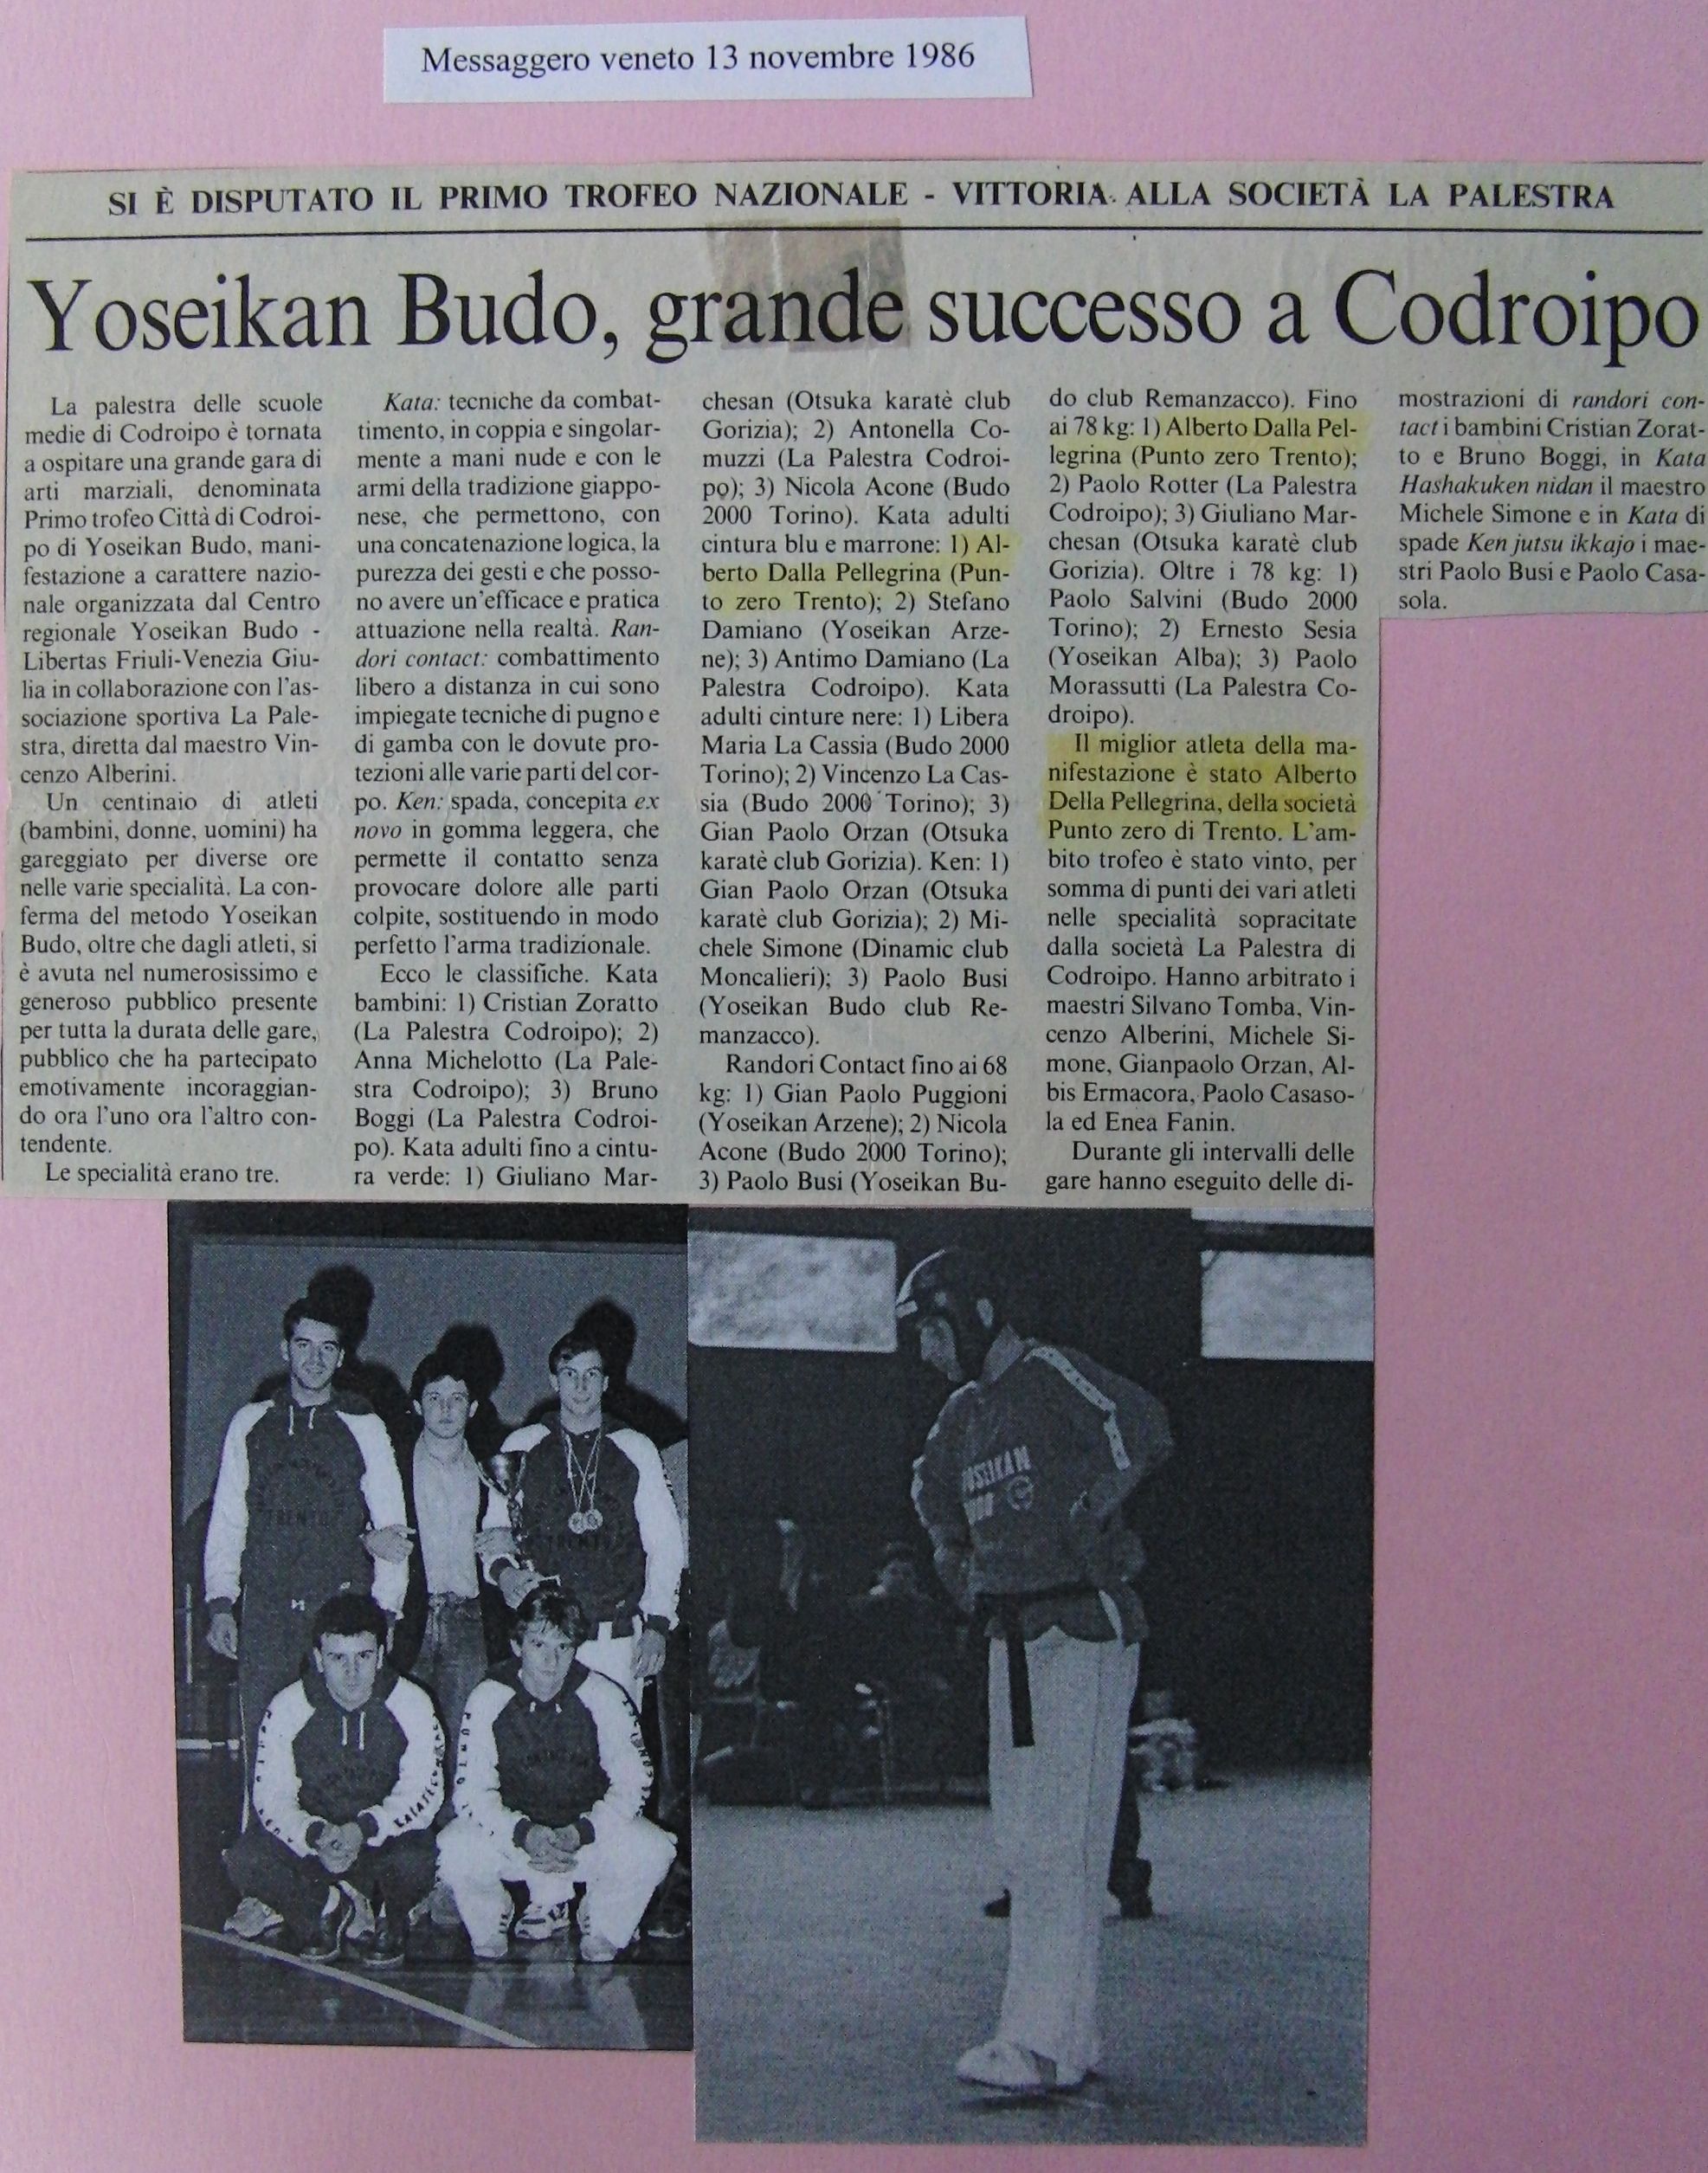 Messaggero veneto 13 novembre 1986
SI È DISPUTATO IL PRIMO TROFEO NAZIONALE - VITTORIA ALLA SOCIETÀ LA PALESTRA
Yoseikan Budo, grande successo a Codroipo
La palestra delle scuole
medie di Codroipo è tornata
a ospitare una grande gara di
arti marziali, denominata
Primo trofeo Città di Codroi-
po di Yoseikan Budo, mani-
festazione a carattere nazio-
nale organizzata dal Centro
regionale Yoseikan Budo -
Libertas Friuli-Venezia Giu-
lia in collaborazione con l'as-
sociazione sportiva La Pale-
stra, diretta dal maestro Vin-
cenzo Alberini.
Un centinaio di atleti
(bambini, donne, uomini) ha
gareggiato per diverse ore
nelle varie specialità. La con-
ferma del metodo Yoseikan
Budo, oltre che dagli atleti, si
è avuta nel numerosissimo e
generoso pubblico presente
per tutta la durata delle gare,
pubblico che ha partecipato
emotivamente incoraggian-
do ora l'uno ora l'altro con-
tendente.
Le specialità erano tre.
Kata: tecniche da combat-
timento, in coppia e singolar-
mente a mani nude e con le
armi della tradizione giappo-
nese, che permettono, con
una concatenazione logica, la
purezza dei gesti e che posso-
no avere un'efficace e pratica
attuazione nella realtà. Ran-
dori contact: combattimento
libero a distanza in cui sono
impiegate tecniche di pugno e
di gamba con le dovute pro-
tezioni alle varie parti del cor-
po. Ken: spada, concepita ex
novo in gomma leggera, che
permette il contatto senza
provocare dolore alle parti
colpite, sostituendo in modo
perfetto l'arma tradizionale.
Ecco le classifiche. Kata
bambini: 1) Cristian Zoratto
(La Palestra Codroipo); 2)
Anna Michelotto (La Pale-
stra Codroipo); 3) Bruno
Boggi (La Palestra Codroi-
po). Kata adulti fino a cintu-
ra verde: 1) Giuliano Mar-
chesan (Otsuka karatè club
Gorizia); 2) Antonella Co-
muzzi (La Palestra Codroi-
po); 3) Nicola Acone (Budo
2000 Torino). Kata adulti
cintura blu e marrone: 1) Al-
berto Dalla Pellegrina (Pun-
to zero Trento); 2) Stefano
Damiano (Yoseikan Arze-
ne); 3) Antimo Damiano (La
Palestra Codroipo). Kata
adulti cinture nere: 1) Libera
Maria La Cassia (Budo 2000
Torino); 2) Vincenzo La Cas-
sia (Budo 2000 Torino); 3)
Gian Paolo Orzan (Otsuka
karatè club Gorizia). Ken: 1)
Gian Paolo Orzan (Otsuka
karatè club Gorizia); 2) Mi-
chele Simone (Dinamic club
Moncalieri); 3) Paolo Busi
(Yoseikan Budo club Re-
manzacco).
Randori Contact fino ai 68
kg: 1) Gian Paolo Puggioni
(Yoseikan Arzene); 2) Nicola
Acone (Budo 2000 Torino);
3) Paolo Busi (Yoseikan Bu-
do club Remanzacco). Fino
ai 78 kg: 1) Alberto Dalla Pel-
legrina (Punto zero Trento);
2) Paolo Rotter (La Palestra
Codroipo); 3) Giuliano Mar-
chesan (Otsuka karatè club
Gorizia). Oltre i 78 kg: 1)
Paolo Salvini (Budo 2000
Torino); 2) Ernesto Sesia
(Yoseikan Alba); 3) Paolo
Morassutti (La Palestra Co-
droipo).
Il miglior atleta della ma-
nifestazione è stato Alberto
Della Pellegrina, della società
Punto zero di Trento. L'am-
bito trofeo è stato vinto, per
somma di punti dei vari atleti
nelle specialità sopracitate
dalla società La Palestra di
Codroipo. Hanno arbitrato i
maestri Silvano Tomba, Vin-
cenzo Alberini, Michele Si-
mone, Gianpaolo Orzan, Al-
bis Ermacora, Paolo Casaso-
la ed Enea Fanin.
Durante gli intervalli delle
gare hanno eseguito delle di-
mostrazioni di randori con-
tact i bambini Cristian Zorat-
to e Bruno Boggi, in Kata
Hashakuken nidan il maestro
Michele Simone e in Kata di
spade Ken jutsu ikkajo i mae-
stri Paolo Busi e Paolo Casa-
sola.
TRENTO
TRENTO